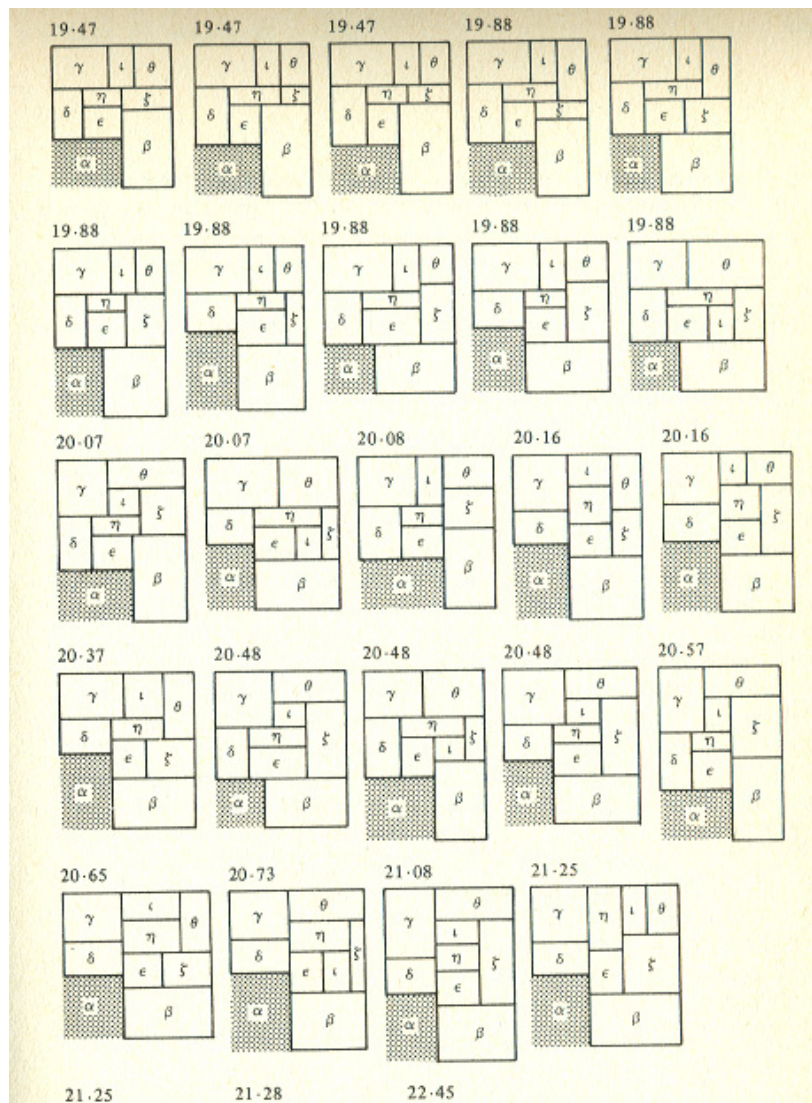 19·47
γ ι θ
η ζ
δ ε
α β
19·47
γ ι θ
η ζ
δ ε
α β
19·47
γ ι θ
η ζ
δ ε
α β
19·88
γ ι θ
η
δ ε ζ
α β
19·88
γ ι θ
η
δ ε ζ
α β
19·88
γ ι θ
η
δ ε ζ
α β
19·88
γ ι θ
η
δ ε ζ
α β
19·88
γ ι θ
η
δ ε ζ
α β
19·88
γ ι θ
η
δ ε ζ
α β
19·88
γ θ
η
δ ε ι ζ
α β
20·07
θ
γ ι ζ
η
δ ε
α β
20·07
γ θ
δ η ζ
ε ι
α β
20·08
γ ι θ
η ζ
δ ε
α β
20·16
γ ι θ
η
δ ε ζ
α β
20·16
ι θ
γ η ζ
δ ε
α β
20·37
γ ι θ
δ η
ε ζ
α β
20·48
γ θ
ι
δ η ζ
ε
α β
20·48
γ θ
η ζ
δ ε ι
α β
20·48
γ θ
ι
δ η ζ
ε
α β
20·57
γ θ
ι ζ
η
δ ε
α β
20·65
γ ι θ
η
δ ε ζ
α β
20·73
γ θ
η ζ
δ ε ι
α β
21·08
γ θ
ι
η ζ
δ ε
α β
21·25
γ η ι θ
δ ε ζ
α β
21·25
21·28
22·45